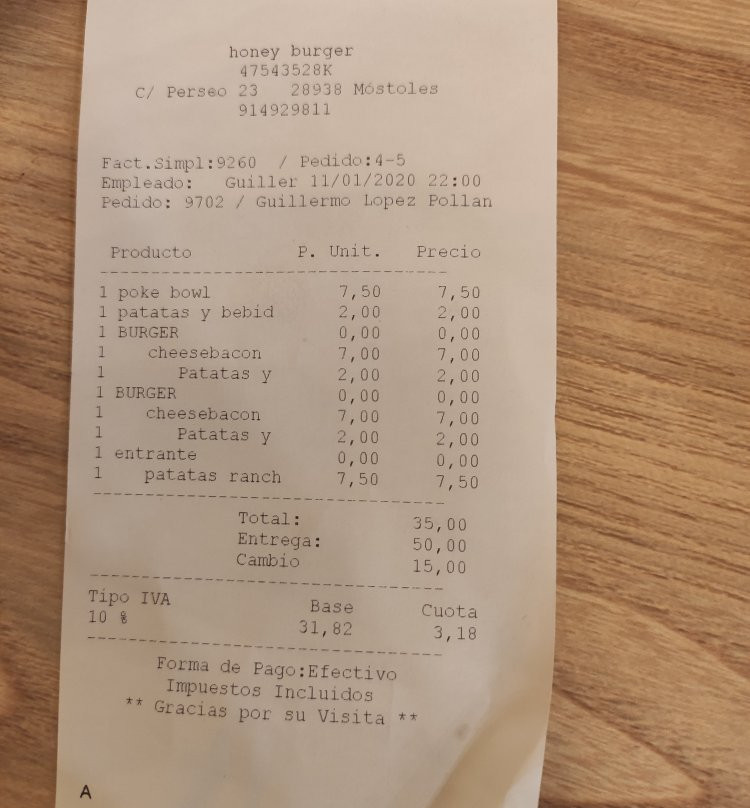 honey burger
47543528K
C/ Perseo 23 28938 Móstoles
914929811
Fact.Simpl:9260 / Pedido:4-5
Empleado: Guiller 11/01/2020 22:00
Pedido: 9702 / Guillermo Lopez Pollan
Producto P. Unit. Precio
1 poke bowl 7,50 7,50
1 patatas y bebid 2,00 2,00
1 BURGER 0,00 0,00
1 cheesebacon 7,00 7,00
1 Patatas y 2,00 2,00
1 BURGER 0,00 0,00
1 cheesebacon 7,00 7,00
1 Patatas y 2,00 2,00
1 entrante 0,00 0,00
1 patatas ranch 7,50 7,50
Total: 35,00
Entrega: 50,00
Cambio 15,00
Tipo IVA Base Cuota
10 % 31,82 3,18
Forma de Pago:Efectivo
Impuestos Incluidos
** Gracias por su Visita **
A